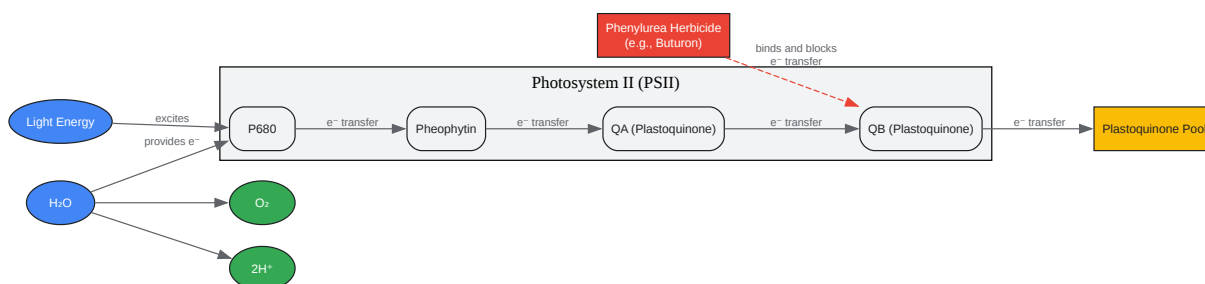 Phenylurea Herbicide
(e.g., Buturon)
binds and blocks
e⁻ transfer
Photosystem II (PSII)
Light Energy
excites
P680
e⁻ transfer
Pheophytin
e⁻ transfer
QA (Plastoquinone)
e⁻ transfer
QB (Plastoquinone)
e⁻ transfer
Plastoquinone Pool
provides e⁻
H₂O
O₂
2H⁺